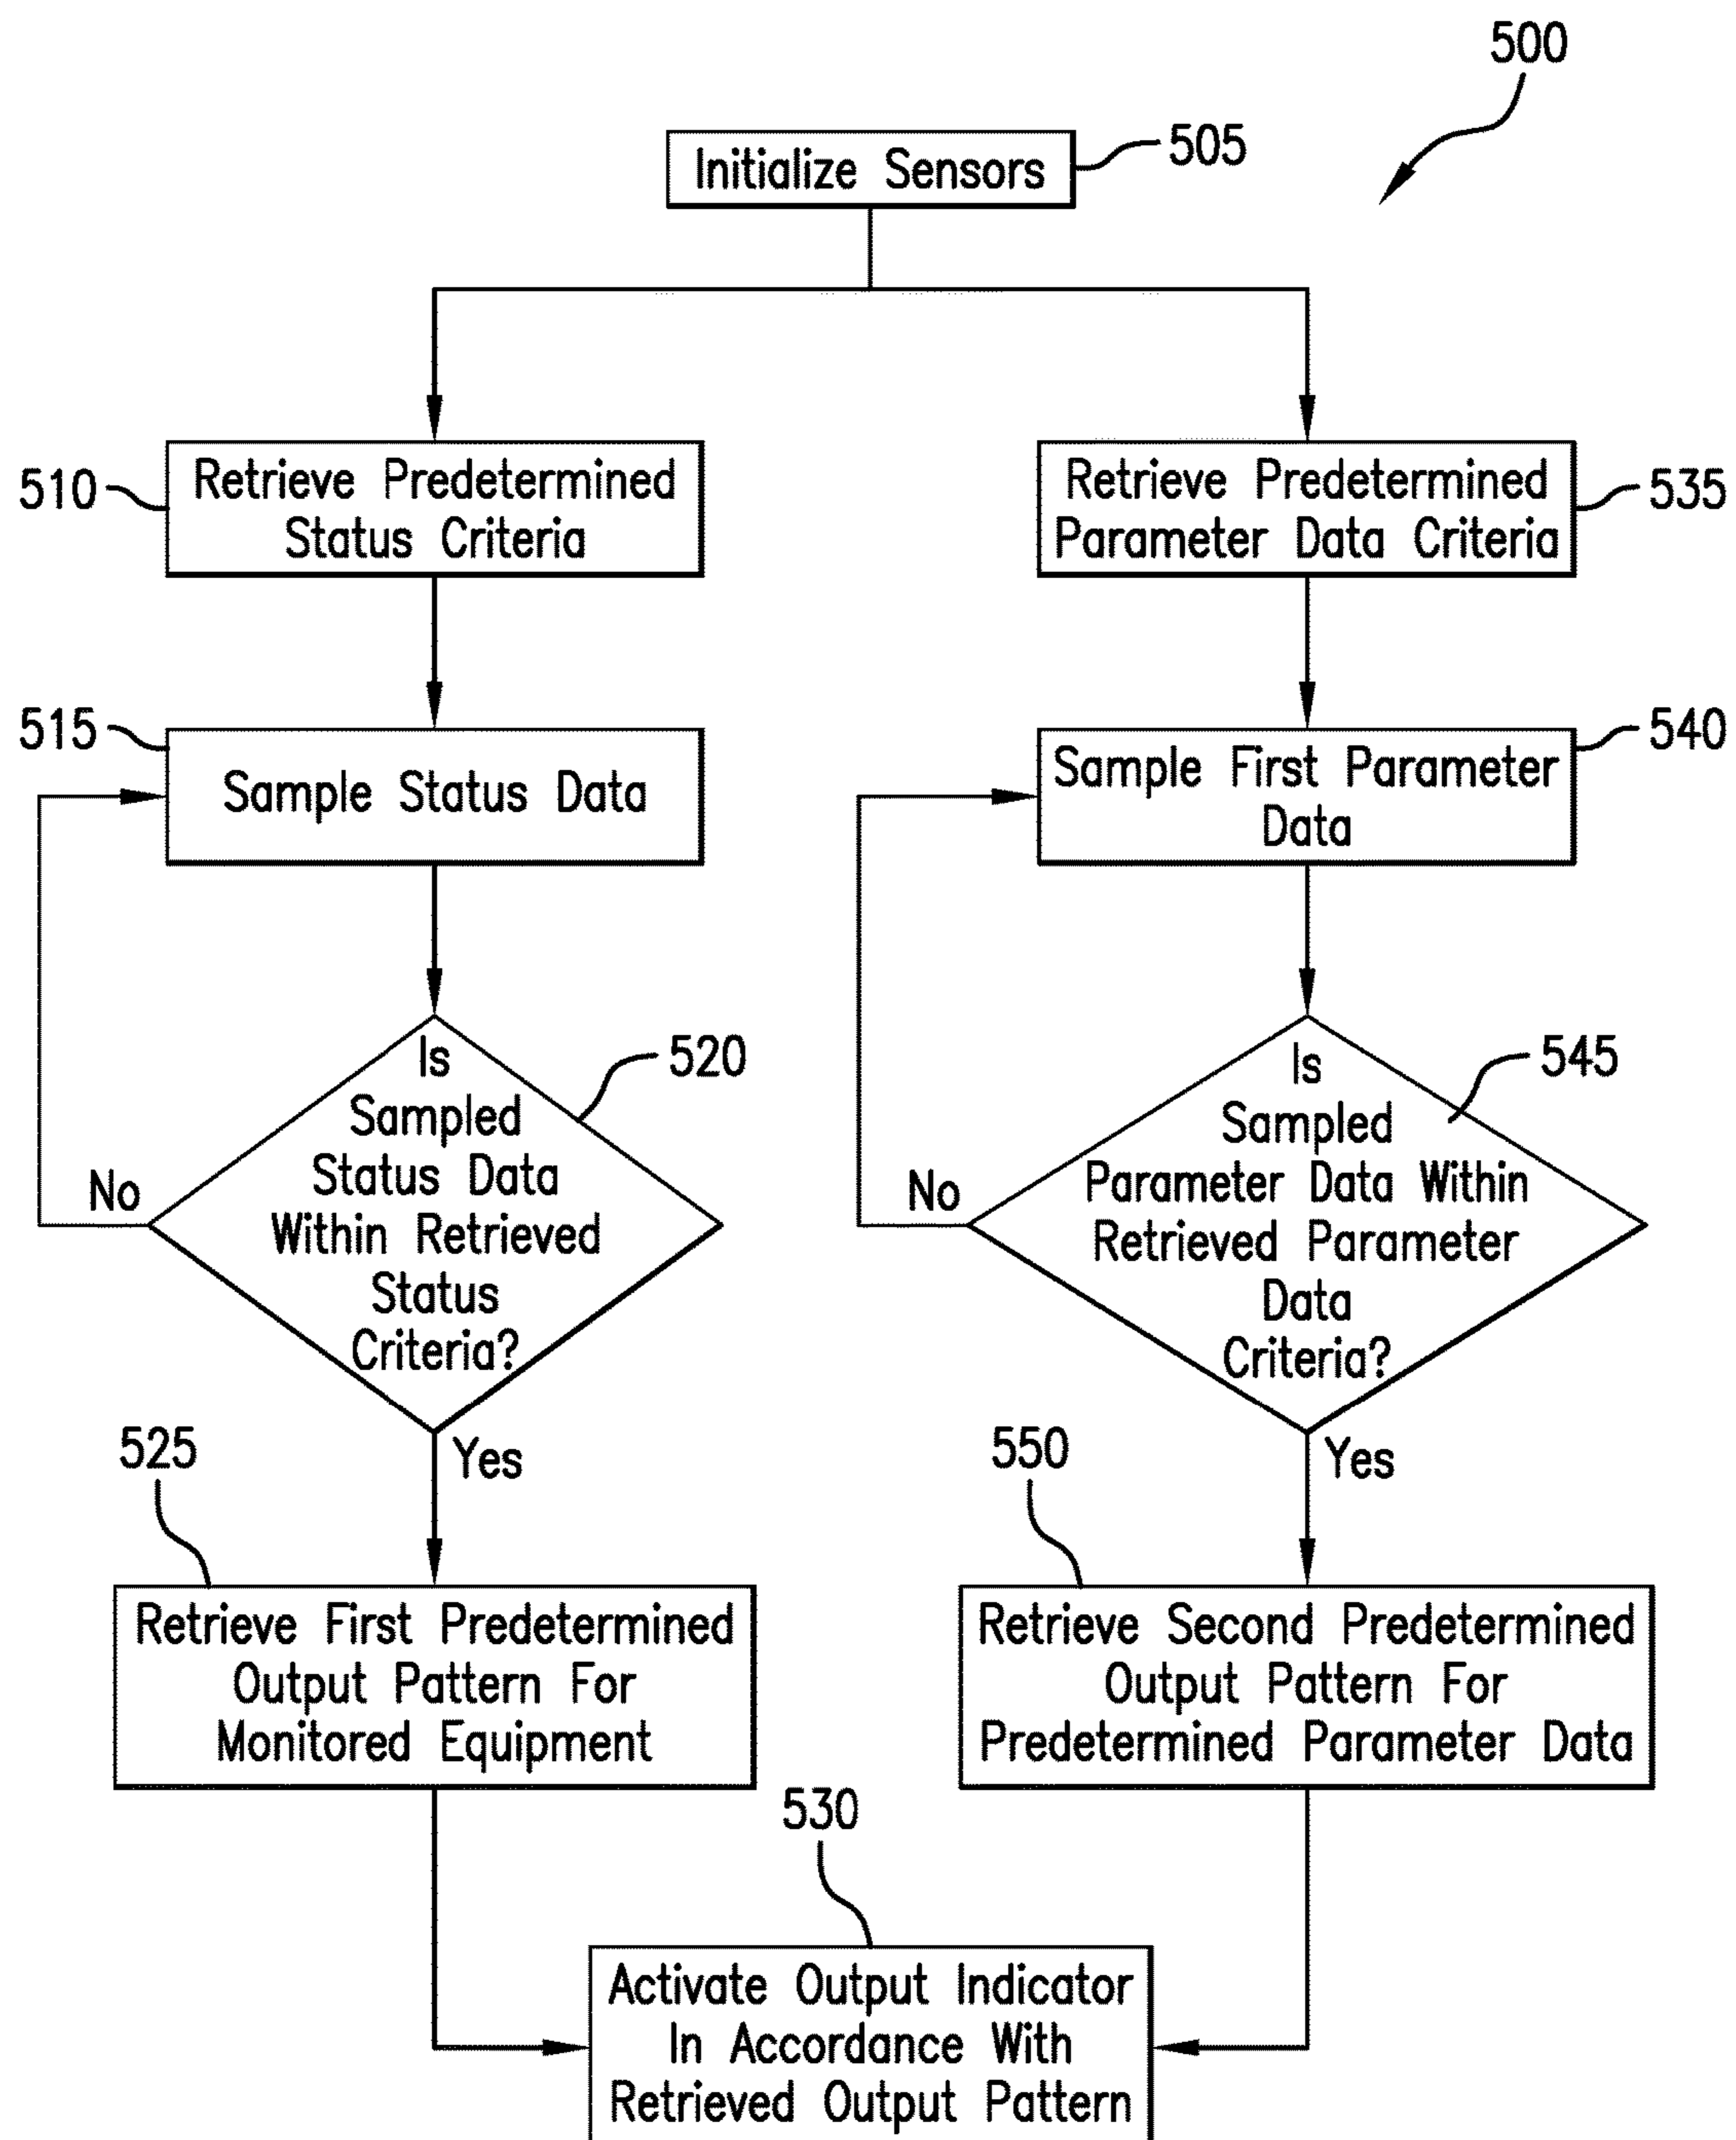 500
Initialize Sensors
505
510
Retrieve Predetermined
Status Criteria
Retrieve Predetermined
Parameter Data Criteria
535
515
Sample Status Data
Sample First Parameter
Data
540
Is
Sampled
Status Data
Within Retrieved
Status
Criteria?
520
No
Yes
Is
Sampled
Parameter Data Within
Retrieved Parameter
Data
Criteria?
545
No
Yes
525
Retrieve First Predetermined
Output Pattern For
Monitored Equipment
550
Retrieve Second Predetermined
Output Pattern For
Predetermined Parameter Data
530
Activate Output Indicator
In Accordance With
Retrieved Output Pattern